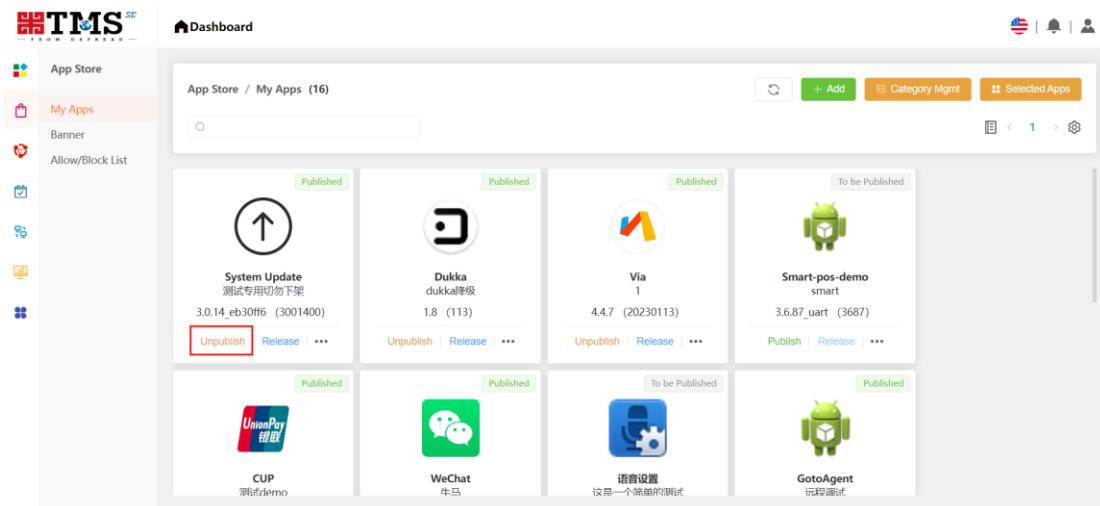 TMS SE
FROM·DSPREAD
Dashboard
App Store
My Apps
Banner
Allow/Block List
App Store / My Apps (16)
+ Add
Category Mgmt
Selected Apps
1
Published
System Update
测试专用切勿下架
3.0.14_eb30ff6 (3001400)
Unpublish Release •••
Published
Dukka
dukka降级
1.8 (113)
Unpublish Release •••
Published
Via
1
4.4.7 (20230113)
Unpublish Release •••
To be Published
Smart-pos-demo
smart
3.6.87_uart (3687)
Publish Release •••
Published
UnionPay
银联
CUP
测试demo
Published
WeChat
牛马
To be Published
语音设置
这是一个简单的测试
Published
GotoAgent
远程调试